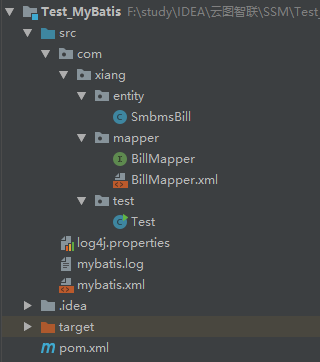 Test_MyBatis F:\study\IDEA\云图智联\SSM\Test_
src
com
xiang
entity
SmbmsBill
mapper
BillMapper
BillMapper.xml
test
Test
log4j.properties
mybatis.log
mybatis.xml
.idea
target
pom.xml